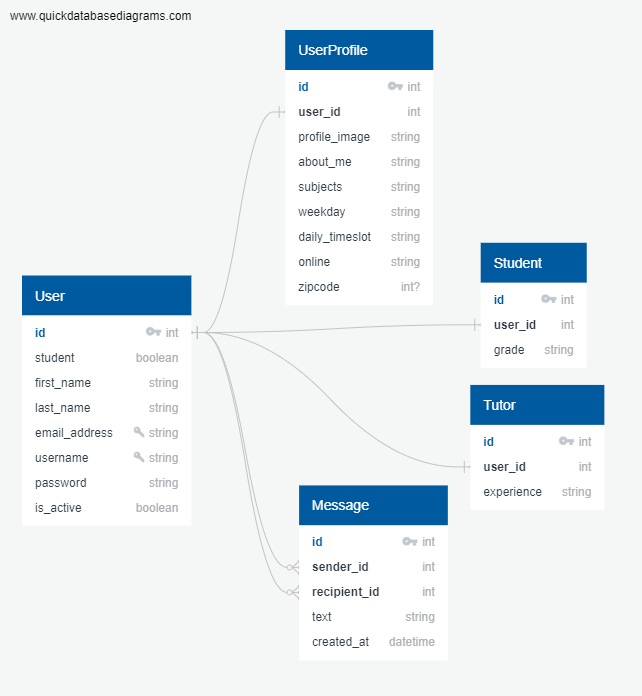 www.quickdatabasediagrams.com
UserProfile
id int
user_id int
profile_image string
about_me string
subjects string
weekday string
daily_timeslot string
online string
zipcode int?
Student
id int
user_id int
grade string
User
id int
student boolean
first_name string
last_name string
email_address string
username string
password string
is_active boolean
Tutor
id int
user_id int
experience string
Message
id int
sender_id int
recipient_id int
text string
created_at datetime